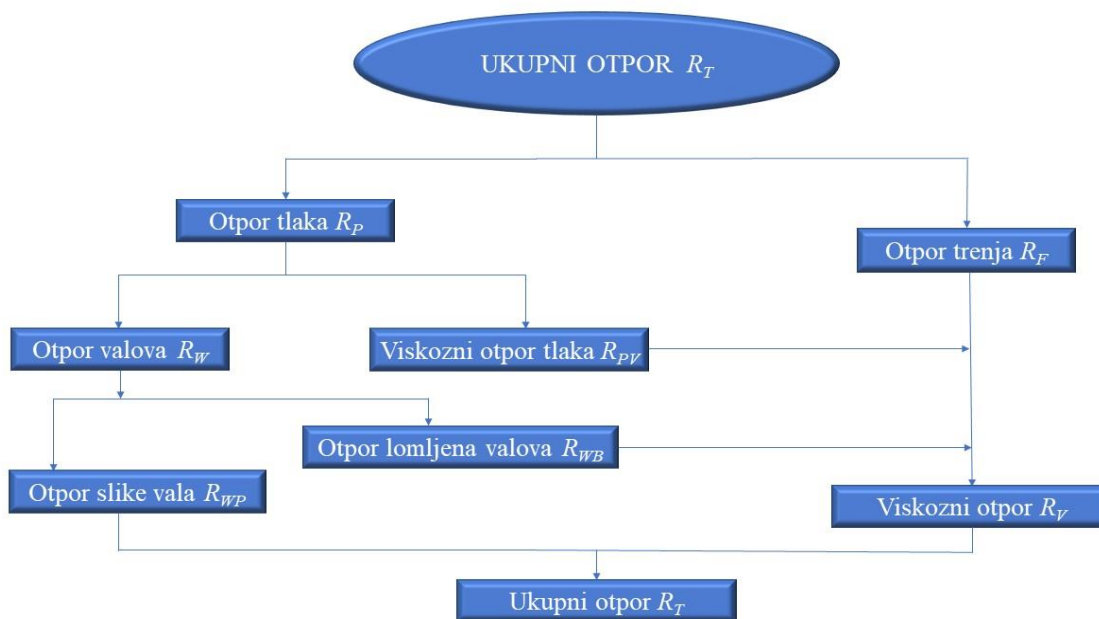 UKUPNI OTPOR R_T
Otpor tlaka R_P
Otpor trenja R_F
Otpor valova R_W
Viskozni otpor tlaka R_PV
Otpor lomljena valova R_WB
Otpor slike vala R_WP
Viskozni otpor R_V
Ukupni otpor R_T